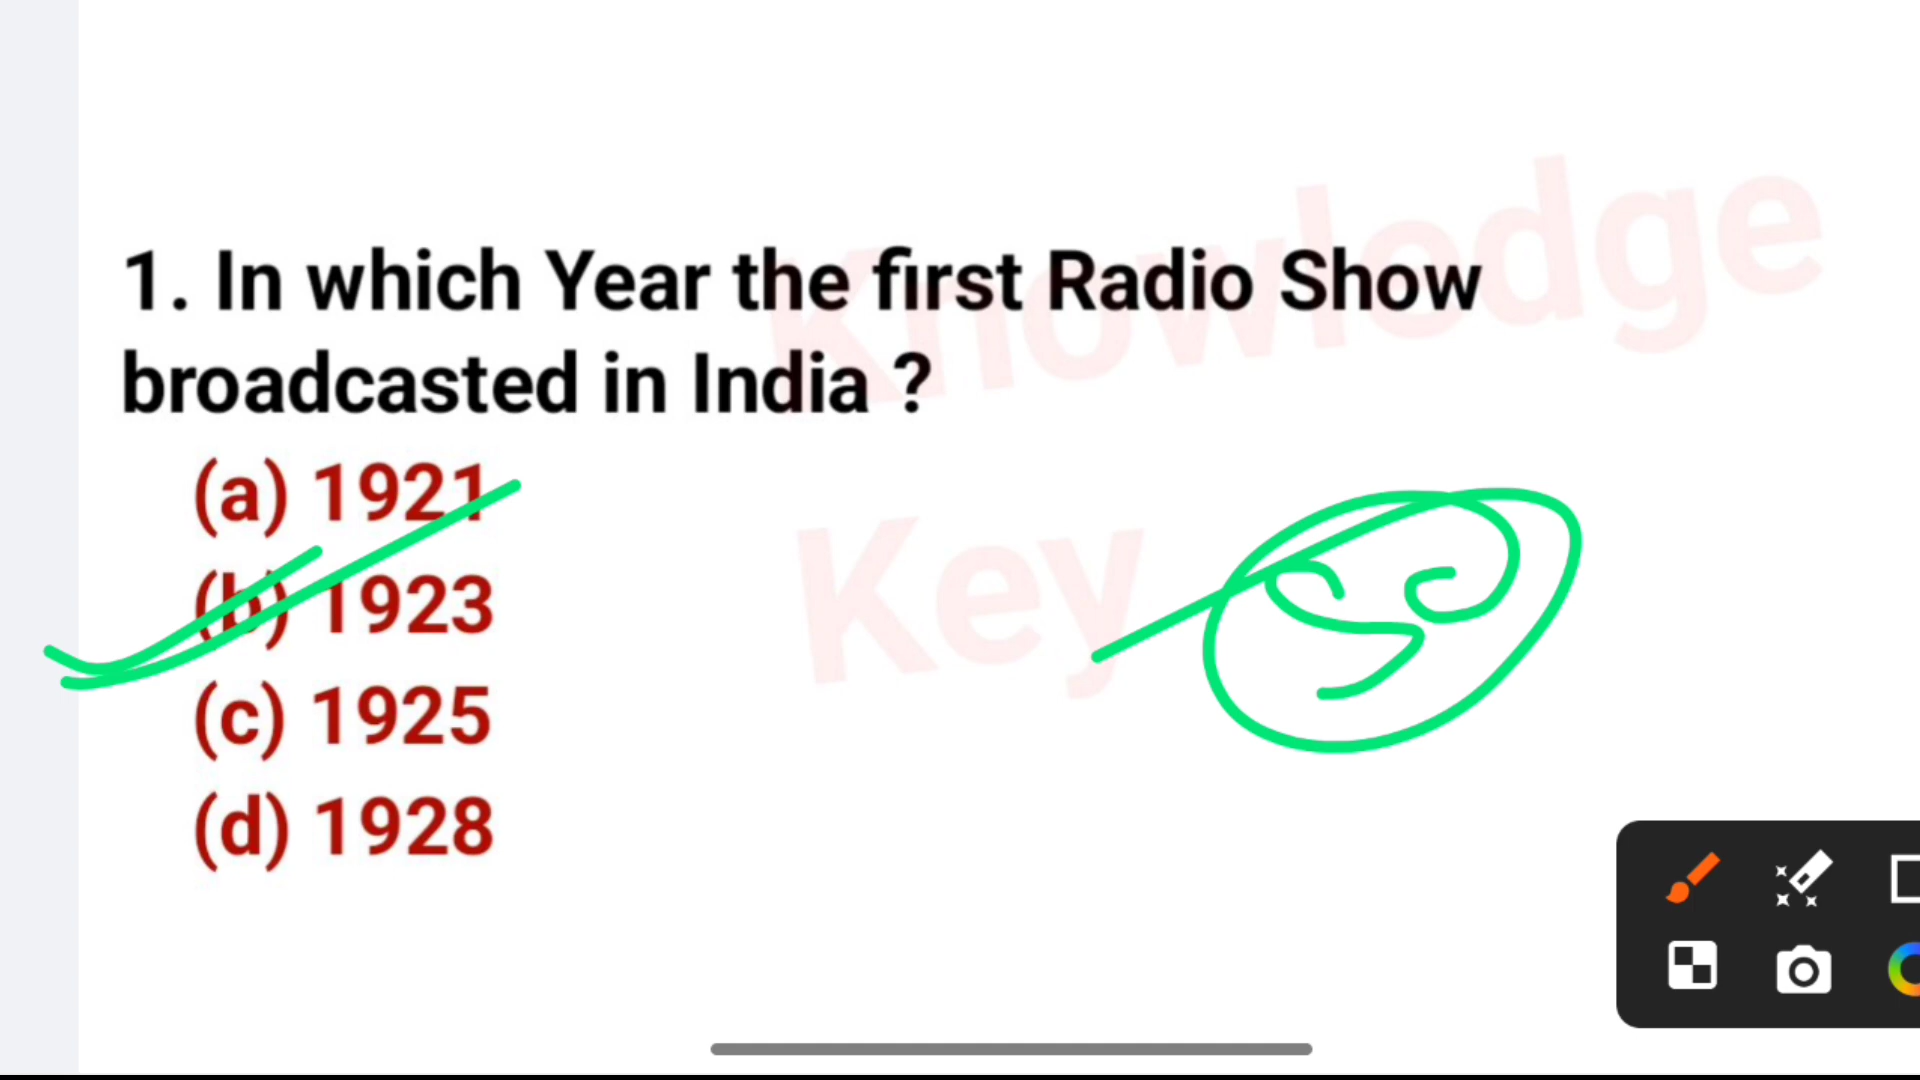 1. In which Year the first Radio Show
broadcasted in India ?
(a) 1921
(b) 1923
(c) 1925
(d) 1928
Knowledge
Key